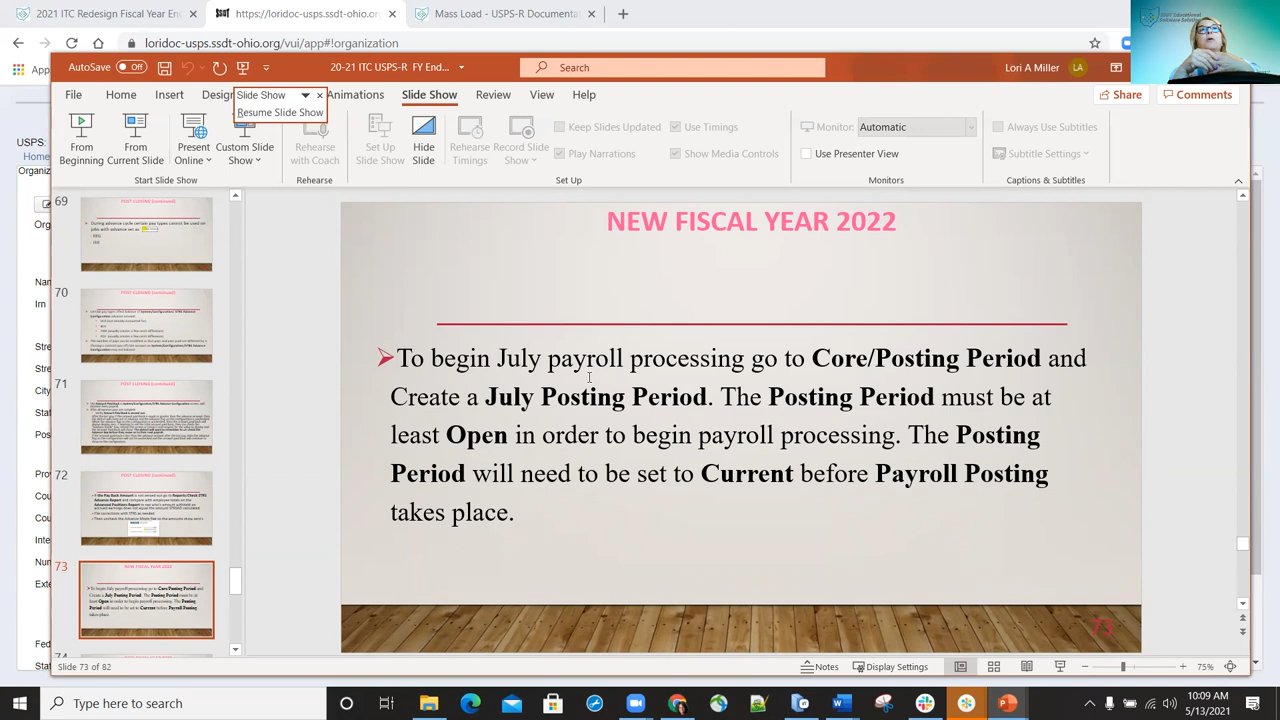 2021 ITC Redesign Fiscal Year En
https://loridoc-usps.ssdt-ohio.org
Mass Load - USPS-R Documentat
loridoc-usps.ssdt-ohio.org/vui/app#!organization
AutoSave Off
20-21 ITC USPS-R FY End...
Search
Lori A Miller
LA
File
Home
Insert
Design
Slide Show
Resume Slide Show
Animations
Slide Show
Review
View
Help
Share
Comments
From Beginning
From Current Slide
Present Online
Custom Slide Show
Start Slide Show
Rehearse with Coach
Rehearse
Set Up Slide Show
Hide Slide
Rehearse Timings
Record Slide Show
Keep Slides Updated
Play Narrations
Use Timings
Show Media Controls
Set Up
Monitor:
Automatic
Use Presenter View
Monitors
Always Use Subtitles
Subtitle Settings
Captions & Subtitles
USPS:
Home
Organiz
69
70
71
72
73
74
NEW FISCAL YEAR 2022
To begin July payroll processing go to Core/Posting Period and
Create a July Posting Period. The Posting Period must be at
least Open in order to begin payroll processing. The Posting
Period will need to be set to Current before Payroll Posting
takes place.
73
Slide 73 of 82
Notes
Display Settings
75%
Type here to search
10:09 AM
5/13/2021